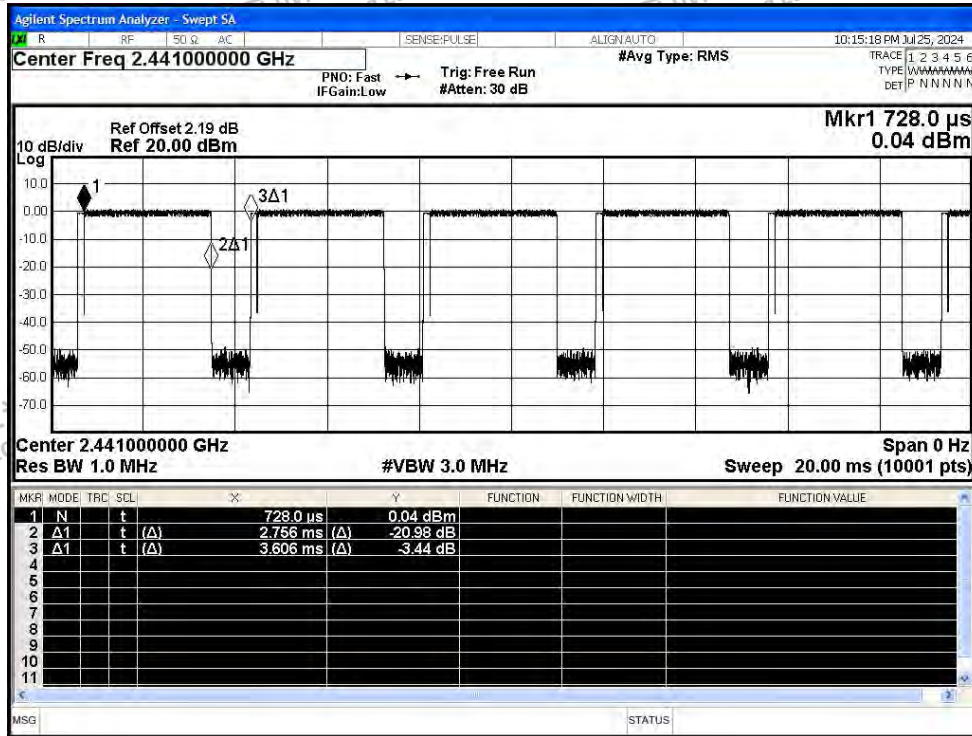 Agilent Spectrum Analyzer - Swept SA
LXI R RF 50 Ω AC SENSE:PULSE ALIGN AUTO 10:15:18 PM Jul 25, 2024
Center Freq 2.441000000 GHz
#Avg Type: RMS
TRACE 1 2 3 4 5 6
PNO: Fast
Trig: Free Run
TYPE WWWWWW
IFGain:Low
#Atten: 30 dB
DET P N N N N N
Mkr1 728.0 µs
0.04 dBm
Ref Offset 2.19 dB
10 dB/div Ref 20.00 dBm
Log
10.0
0.00
-10.0
-20.0
-30.0
-40.0
-50.0
-60.0
-70.0
1
2Δ1
3Δ1
Center 2.441000000 GHz Span 0 Hz
Res BW 1.0 MHz #VBW 3.0 MHz Sweep 20.00 ms (10001 pts)
MKR MODE TRC SCL X Y FUNCTION FUNCTION WIDTH FUNCTION VALUE
1 N t 728.0 µs 0.04 dBm
2 Δ1 t (Δ) 2.756 ms (Δ) -20.98 dB
3 Δ1 t (Δ) 3.606 ms (Δ) -3.44 dB
4
5
6
7
8
9
10
11
MSG STATUS